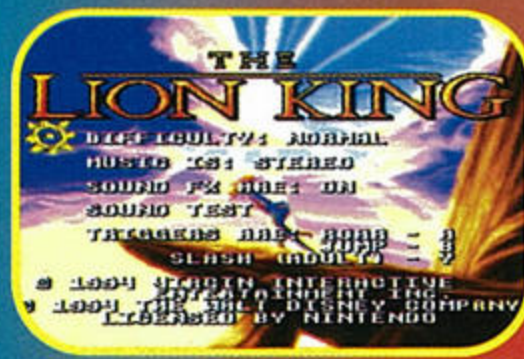 THE
LION KING
DIFFICULTY: NORMAL
MUSIC IS: STEREO
SOUND FX ARE: ON
SOUND TEST
TRIGGERS ARE: ROAR - A
JUMP - B
SLASH (ADULT) - Y
© 1994 VIRGIN INTERACTIVE
ENTERTAINMENT INC.
© 1994 THE WALT DISNEY COMPANY
LICENSED BY NINTENDO